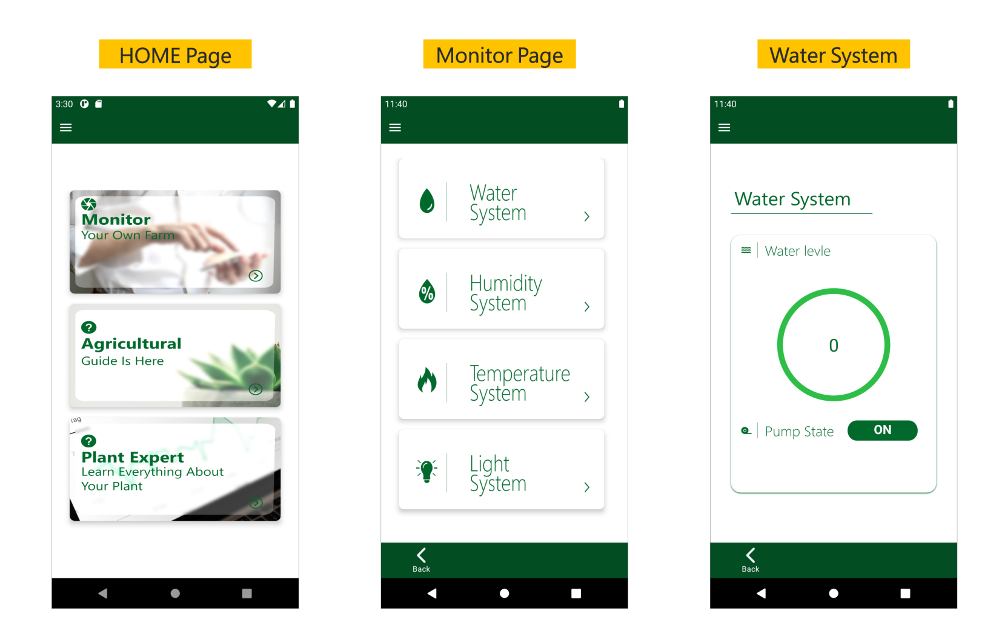 HOME Page
Monitor Page
Water System
3:30
Monitor
Your Own Farm
?
Agricultural
Guide Is Here
Tag
?
Plant Expert
Learn Everything About
Your Plant
11:40
Water
System
%
Humidity
System
Temperature
System
Light
System
Back
11:40
Water System
Water levle
0
Pump State
ON
Back